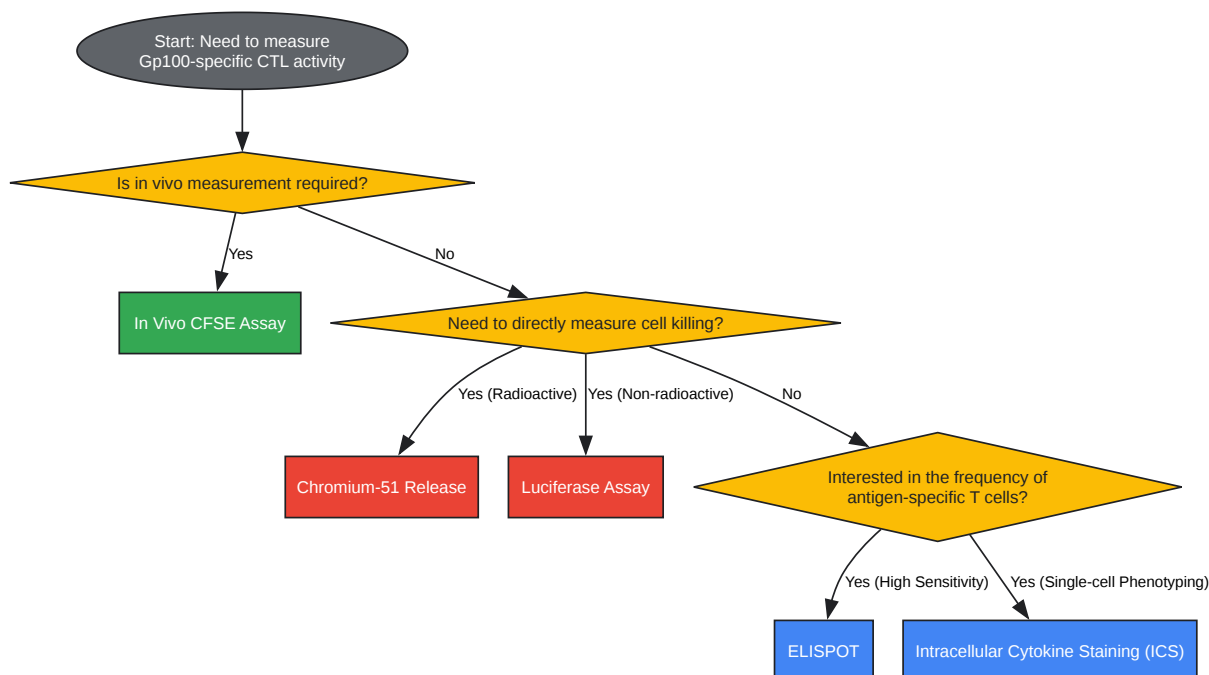 Start: Need to measure
Gp100-specific CTL activity
Is in vivo measurement required?
Yes
No
In Vivo CFSE Assay
Need to directly measure cell killing?
Yes (Radioactive)
Yes (Non-radioactive)
No
Chromium-51 Release
Luciferase Assay
Interested in the frequency of
antigen-specific T cells?
Yes (High Sensitivity)
Yes (Single-cell Phenotyping)
ELISPOT
Intracellular Cytokine Staining (ICS)